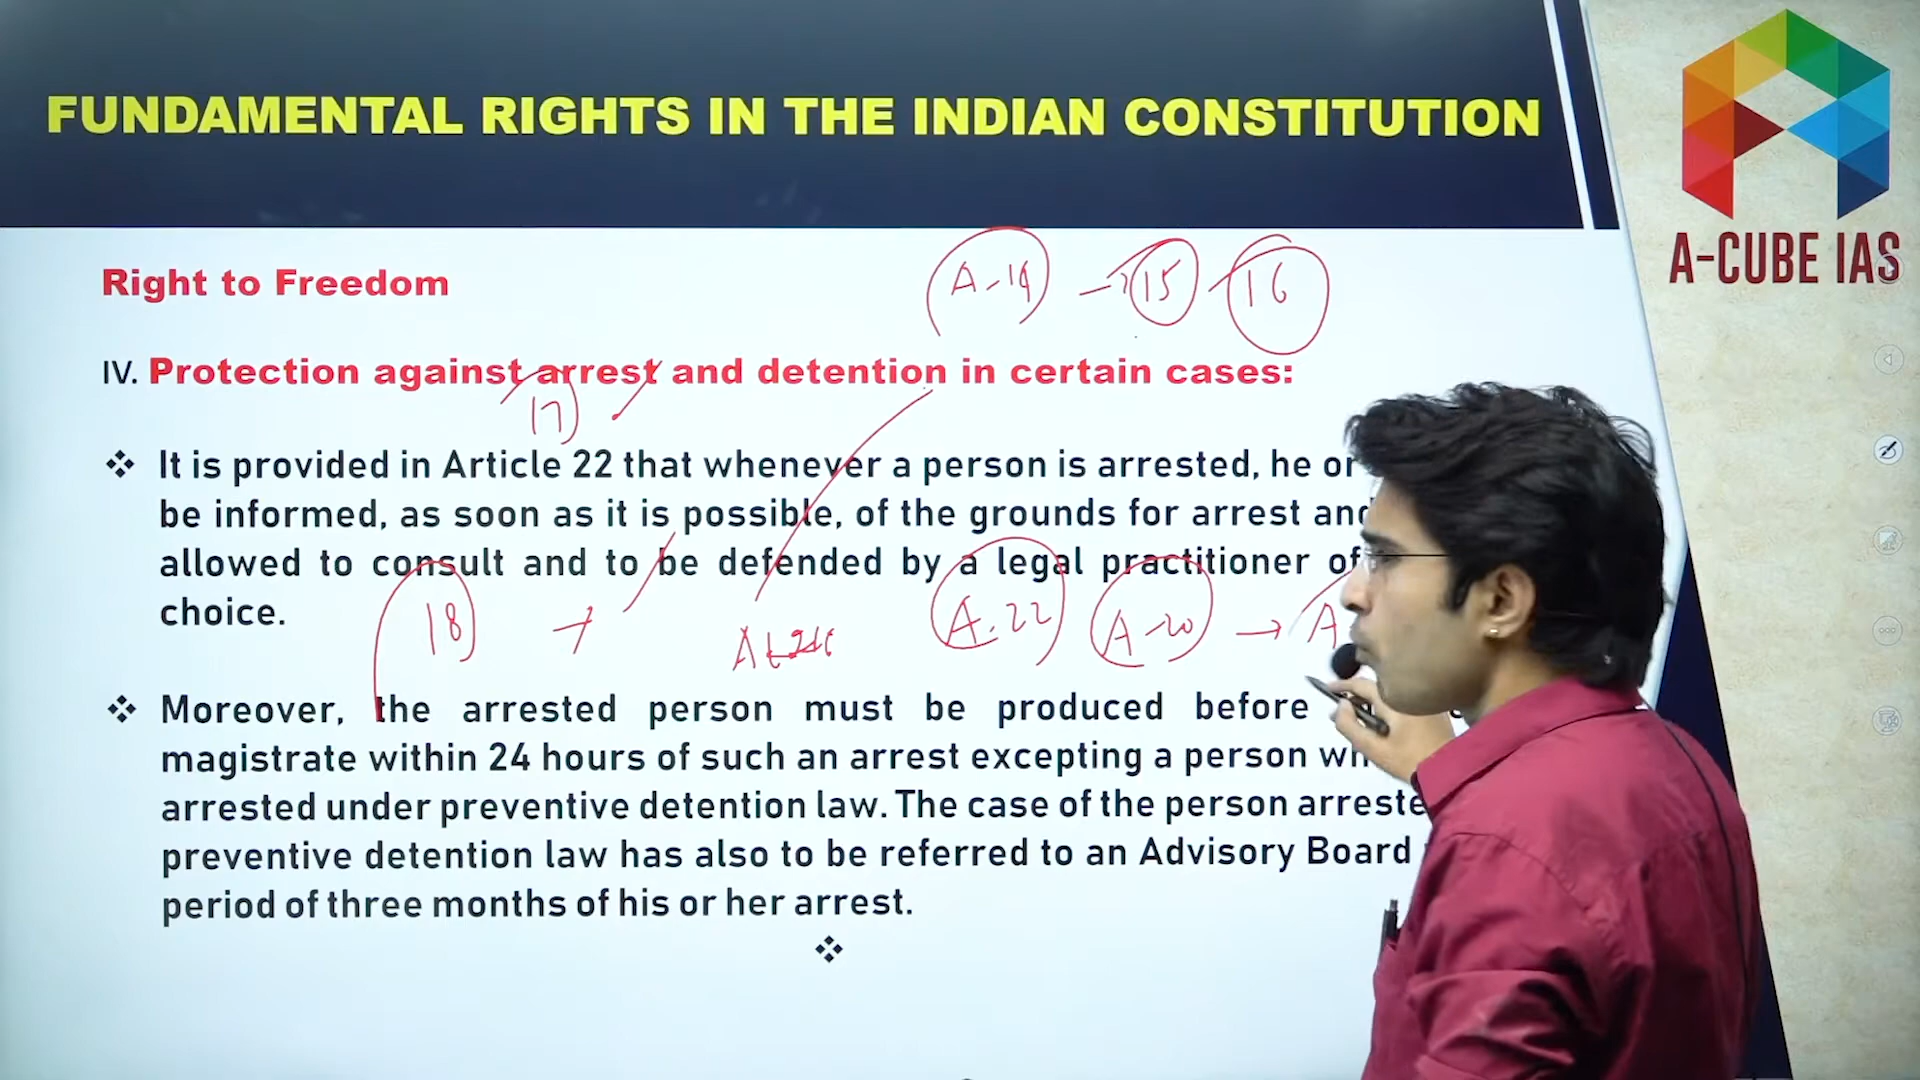 FUNDAMENTAL RIGHTS IN THE INDIAN CONSTITUTION
A-CUBE IAS
Right to Freedom
A-14 → 15 - 16
IV. Protection against arrest and detention in certain cases:
17
❖ It is provided in Article 22 that whenever a person is arrested, he or
be informed, as soon as it is possible, of the grounds for arrest and
allowed to consult and to be defended by a legal practitioner of
choice.
18 → A-22 A-20 → A
❖ Moreover, the arrested person must be produced before
magistrate within 24 hours of such an arrest excepting a person
arrested under preventive detention law. The case of the person
preventive detention law has also to be referred to an Advisory Board
period of three months of his or her arrest.
❖